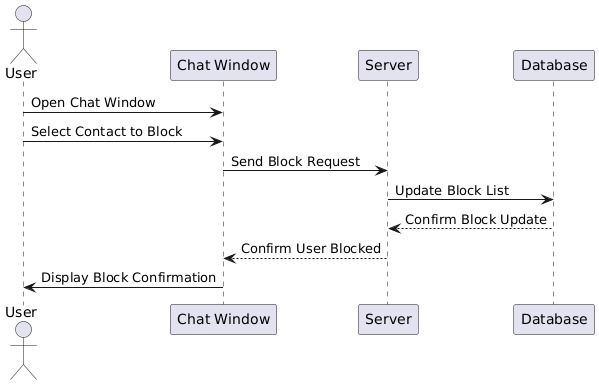 User
Chat Window
Server
Database
Open Chat Window
Select Contact to Block
Send Block Request
Update Block List
Confirm Block Update
Confirm User Blocked
Display Block Confirmation
User
Chat Window
Server
Database